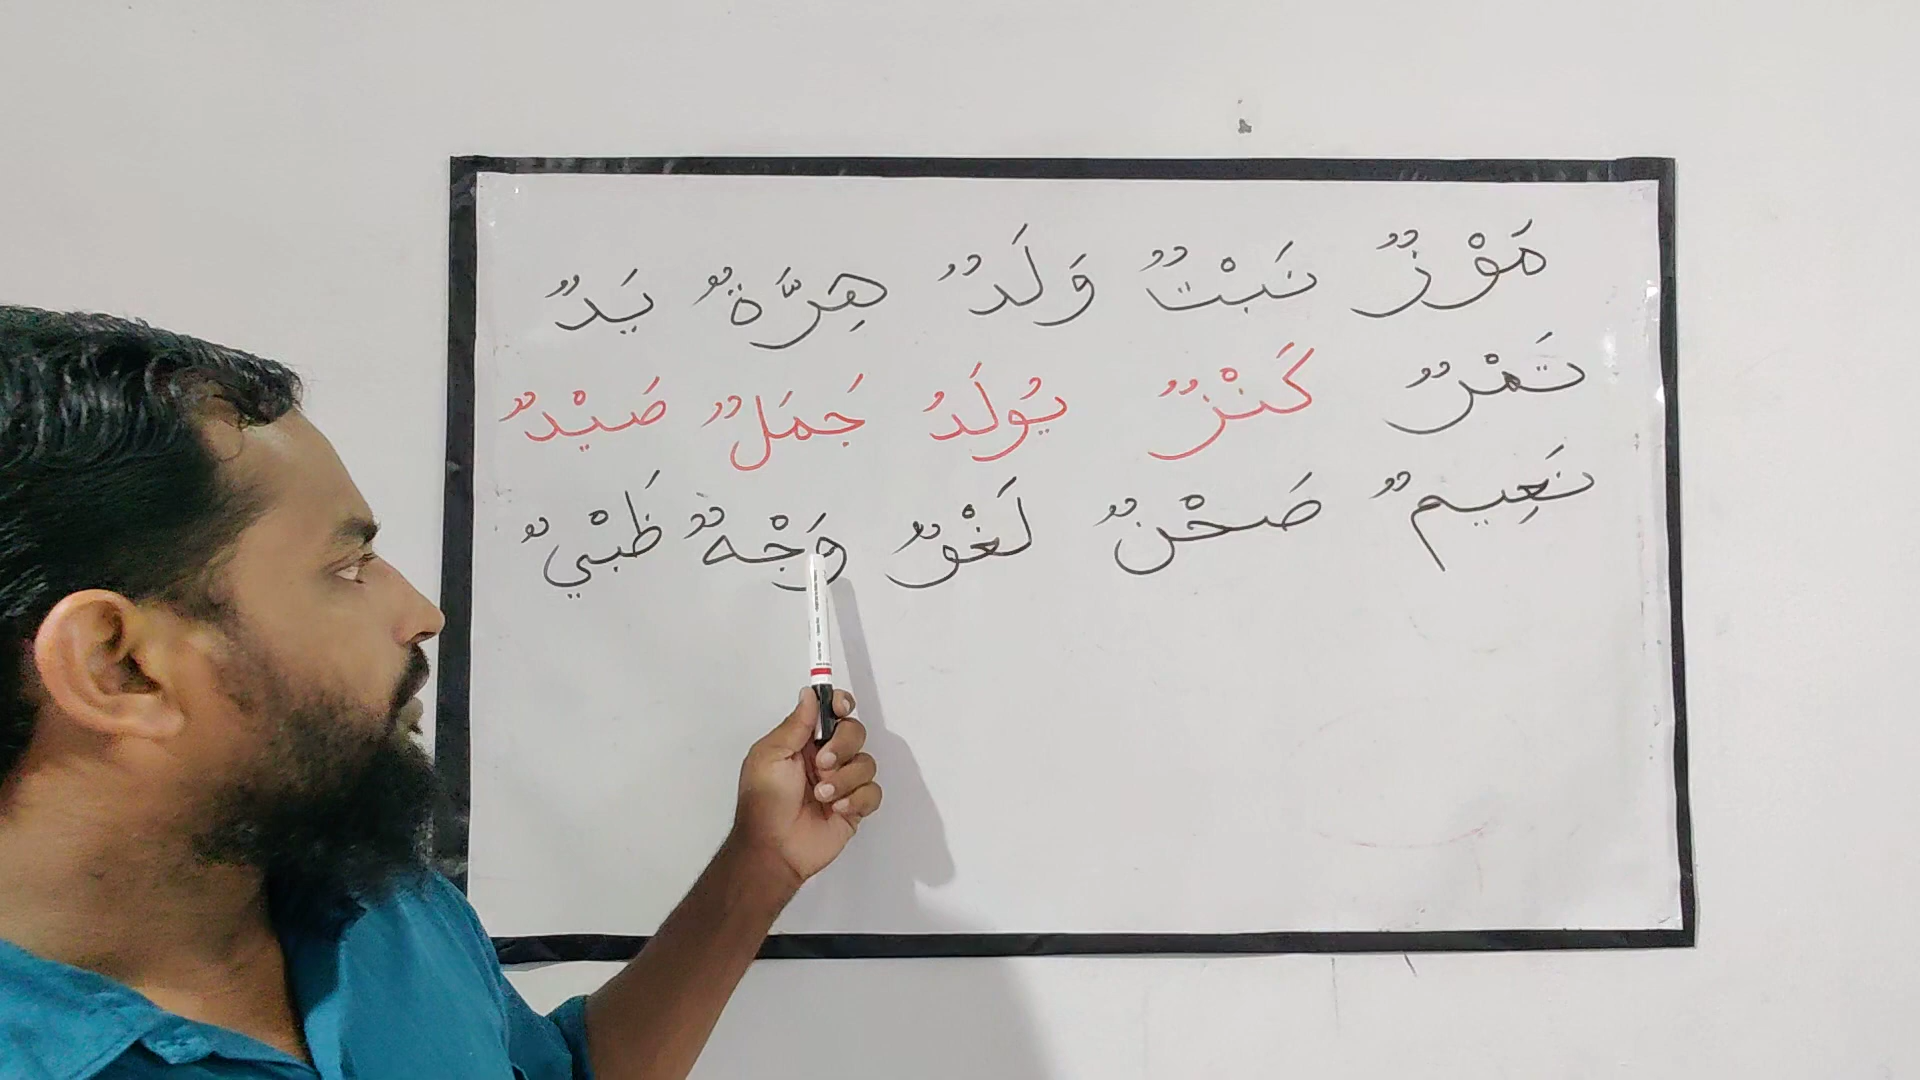 مَوْزٌ نَبْتٌ وَلَدٌ هِرَّةٌ يَدٌ
تَمْرٌ كَنْزٌ يُولَدُ جَمَلٌ صَيْدٌ
نَعِيمٌ صَحْنٌ لَغْوٌ وَجْهٌ ظَبْيٌ